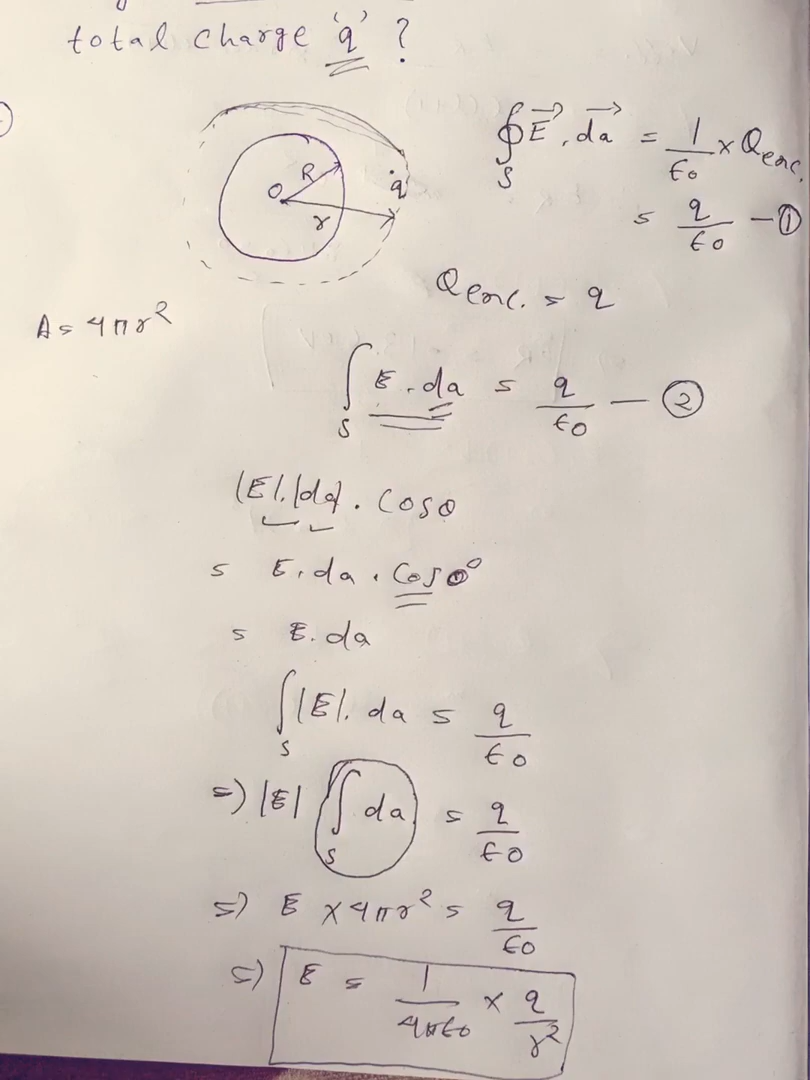 total charge 'q' ?
∮ E⃗ . da⃗ = 1/ε0 × Qenc.
S
= q/ε0 — ①
R
O
r
q
Qenc. = q
A = 4πr²
∫ E . da = q/ε0 — ②
S
|E|.|da| . cosθ
= E . da . cos0°
= E . da
∫ |E| . da = q/ε0
S
=) |E| ∫ da = q/ε0
S
=) E × 4πr² = q/ε0
=) E = 1/4πε0 × q/r²